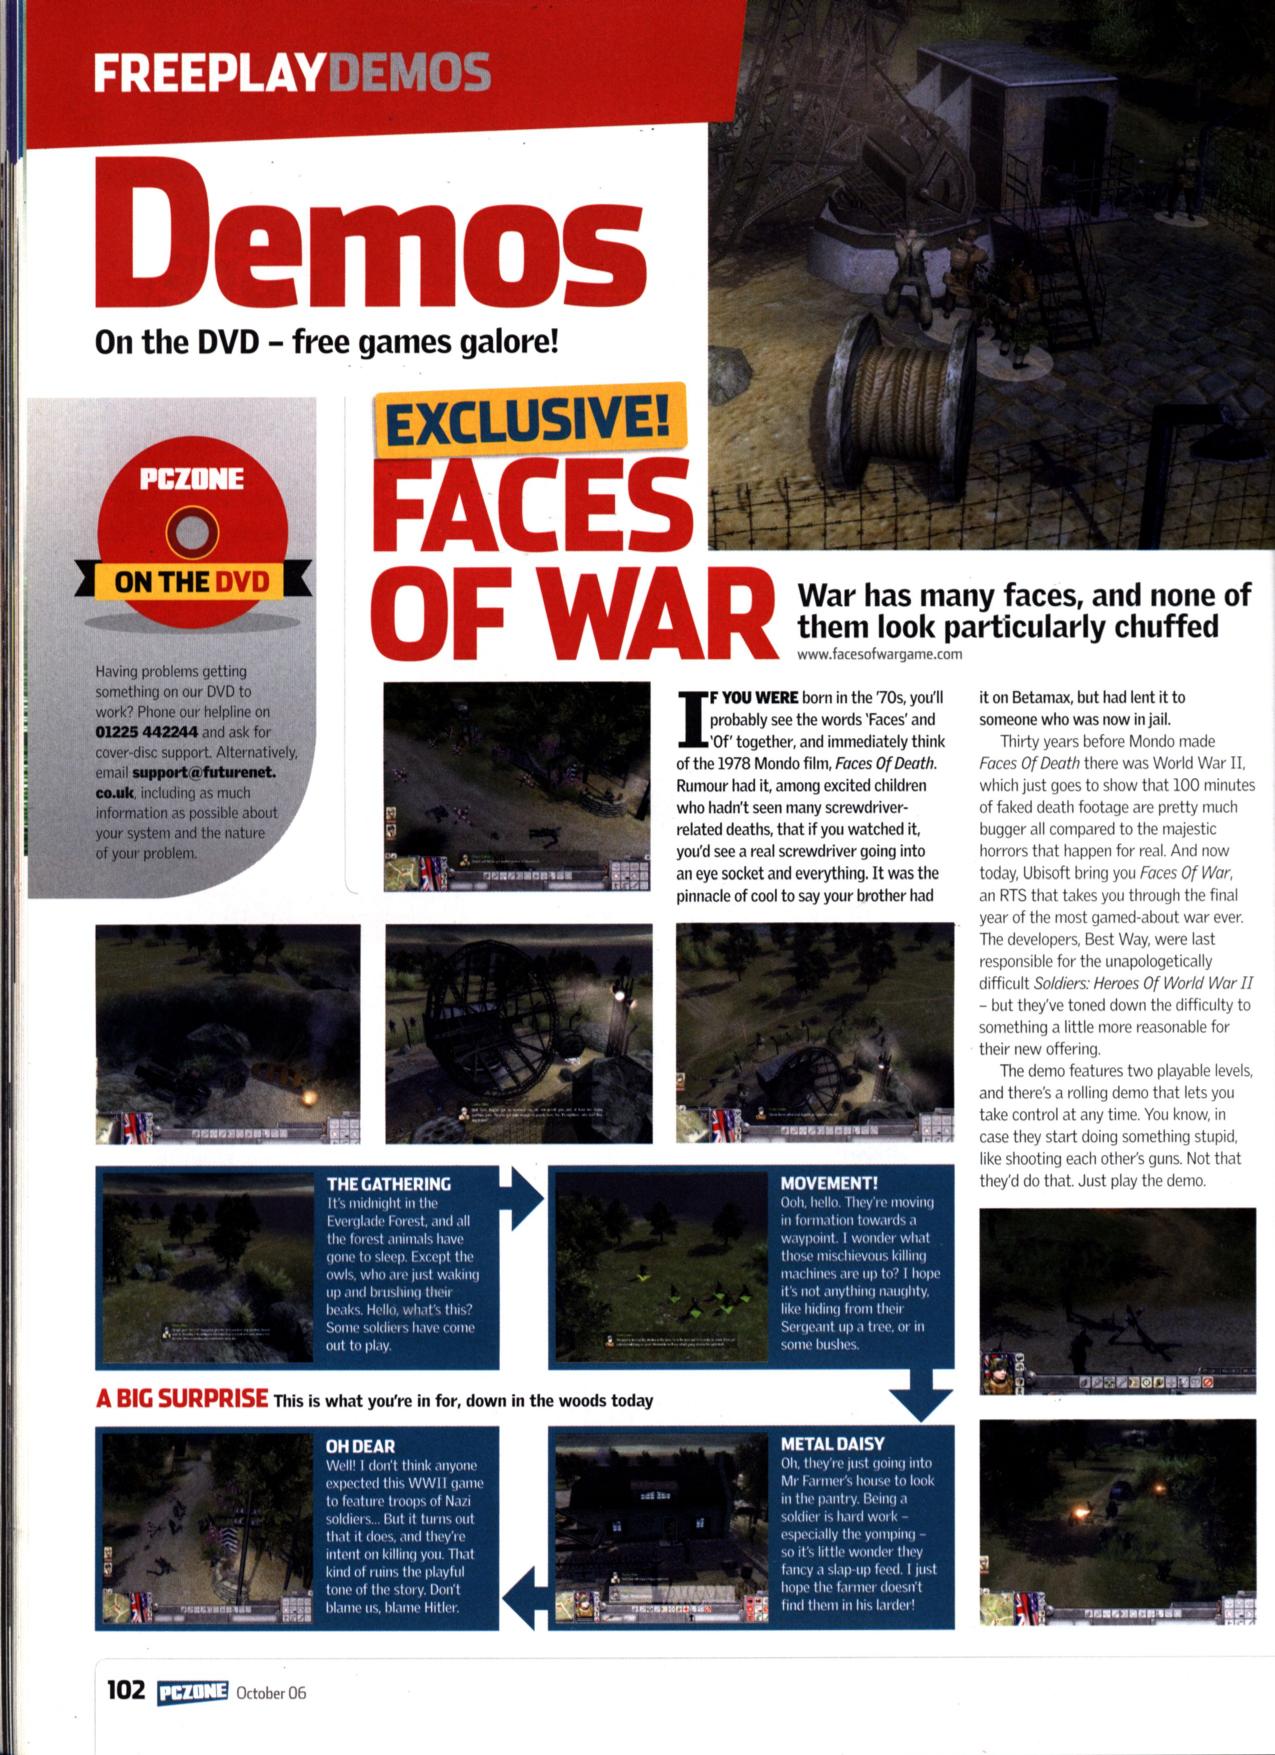 FREEPLAYDEMOS
Demos
On the DVD – free games galore!
PCZONE
ON THE DVD
Having problems getting
something on our DVD to
work? Phone our helpline on
01225 442244 and ask for
cover-disc support. Alternatively,
email support@futurenet.
co.uk, including as much
information as possible about
your system and the nature
of your problem.
EXCLUSIVE!
FACES
OF WAR
War has many faces, and none of
them look particularly chuffed
www.facesofwargame.com
IF YOU WERE born in the '70s, you'll
probably see the words 'Faces' and
'Of' together, and immediately think
of the 1978 Mondo film, Faces Of Death.
Rumour had it, among excited children
who hadn't seen many screwdriver-
related deaths, that if you watched it,
you'd see a real screwdriver going into
an eye socket and everything. It was the
pinnacle of cool to say your brother had
it on Betamax, but had lent it to
someone who was now in jail.
Thirty years before Mondo made
Faces Of Death there was World War II,
which just goes to show that 100 minutes
of faked death footage are pretty much
bugger all compared to the majestic
horrors that happen for real. And now
today, Ubisoft bring you Faces Of War,
an RTS that takes you through the final
year of the most gamed-about war ever.
The developers, Best Way, were last
responsible for the unapologetically
difficult Soldiers: Heroes Of World War II
– but they've toned down the difficulty to
something a little more reasonable for
their new offering.
The demo features two playable levels,
and there's a rolling demo that lets you
take control at any time. You know, in
case they start doing something stupid,
like shooting each other's guns. Not that
they'd do that. Just play the demo.
THE GATHERING
It's midnight in the
Everglade Forest, and all
the forest animals have
gone to sleep. Except the
owls, who are just waking
up and brushing their
beaks. Hello, what's this?
Some soldiers have come
out to play.
MOVEMENT!
Ooh, hello. They're moving
in formation towards a
waypoint. I wonder what
those mischievous killing
machines are up to? I hope
it's not anything naughty,
like hiding from their
Sergeant up a tree, or in
some bushes.
A BIG SURPRISE This is what you're in for, down in the woods today
OH DEAR
Well! I don't think anyone
expected this WWII game
to feature troops of Nazi
soldiers... But it turns out
that it does, and they're
intent on killing you. That
kind of ruins the playful
tone of the story. Don't
blame us, blame Hitler.
METAL DAISY
Oh, they're just going into
Mr Farmer's house to look
in the pantry. Being a
soldier is hard work –
especially the yomping –
so it's little wonder they
fancy a slap-up feed. I just
hope the farmer doesn't
find them in his larder!
102 PCZONE October 06